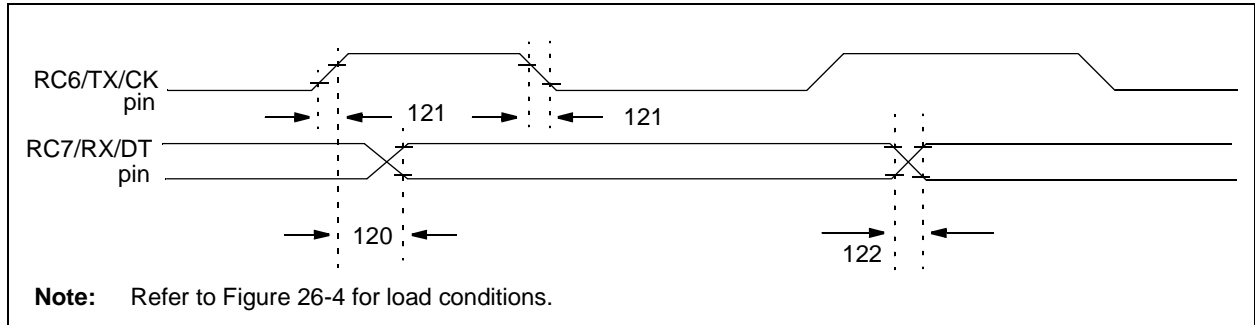 RC6/TX/CK
pin
121
121
RC7/RX/DT
pin
120
122
Note: Refer to Figure 26-4 for load conditions.